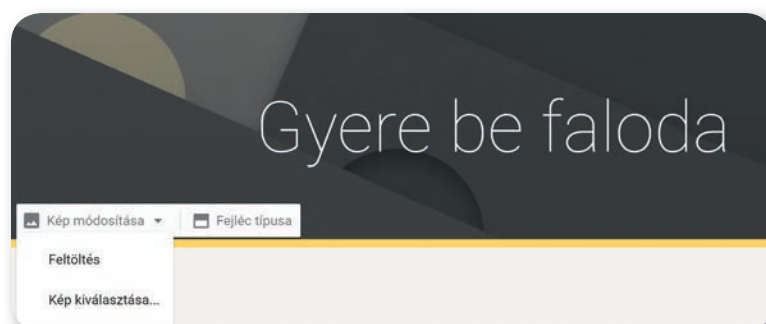 Gyere be faloda
Kép módosítása Fejléc típusa
Feltöltés
Kép kiválasztása...